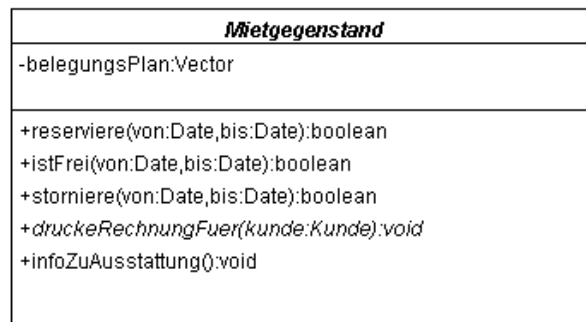 Mietgegenstand
-belegungsPlan:Vector
+reserviere(von:Date,bis:Date):boolean
+istFrei(von:Date,bis:Date):boolean
+storniere(von:Date,bis:Date):boolean
+druckeRechnungFuer(kunde:Kunde):void
+infoZuAusstattung():void